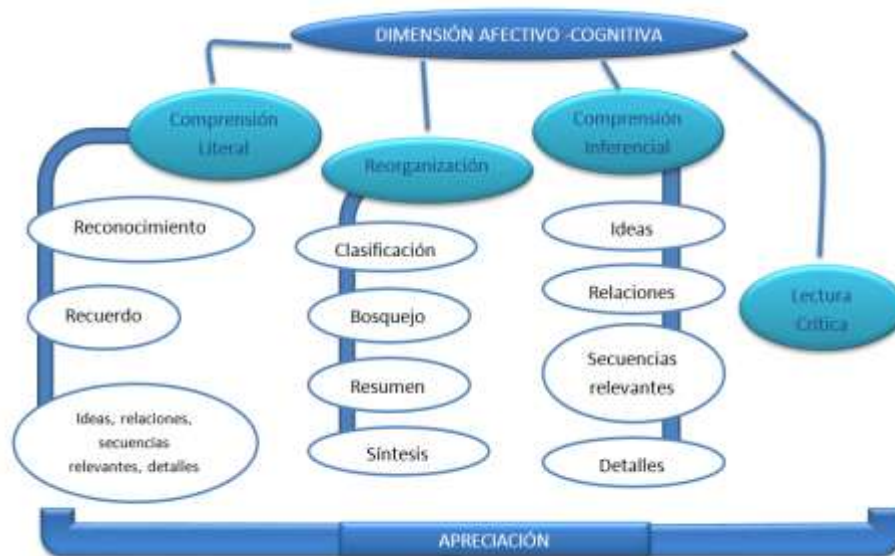 DIMENSIÓN AFECTIVO -COGNITIVA
Comprensión
Literal
Reconocimiento
Recuerdo
Ideas, relaciones,
secuencias
relevantes, detalles
Reorganización
Clasificación
Bosquejo
Resumen
Síntesis
Comprensión
Inferencial
Ideas
Relaciones
Secuencias
relevantes
Detalles
Lectura
Crítica
APRECIACIÓN